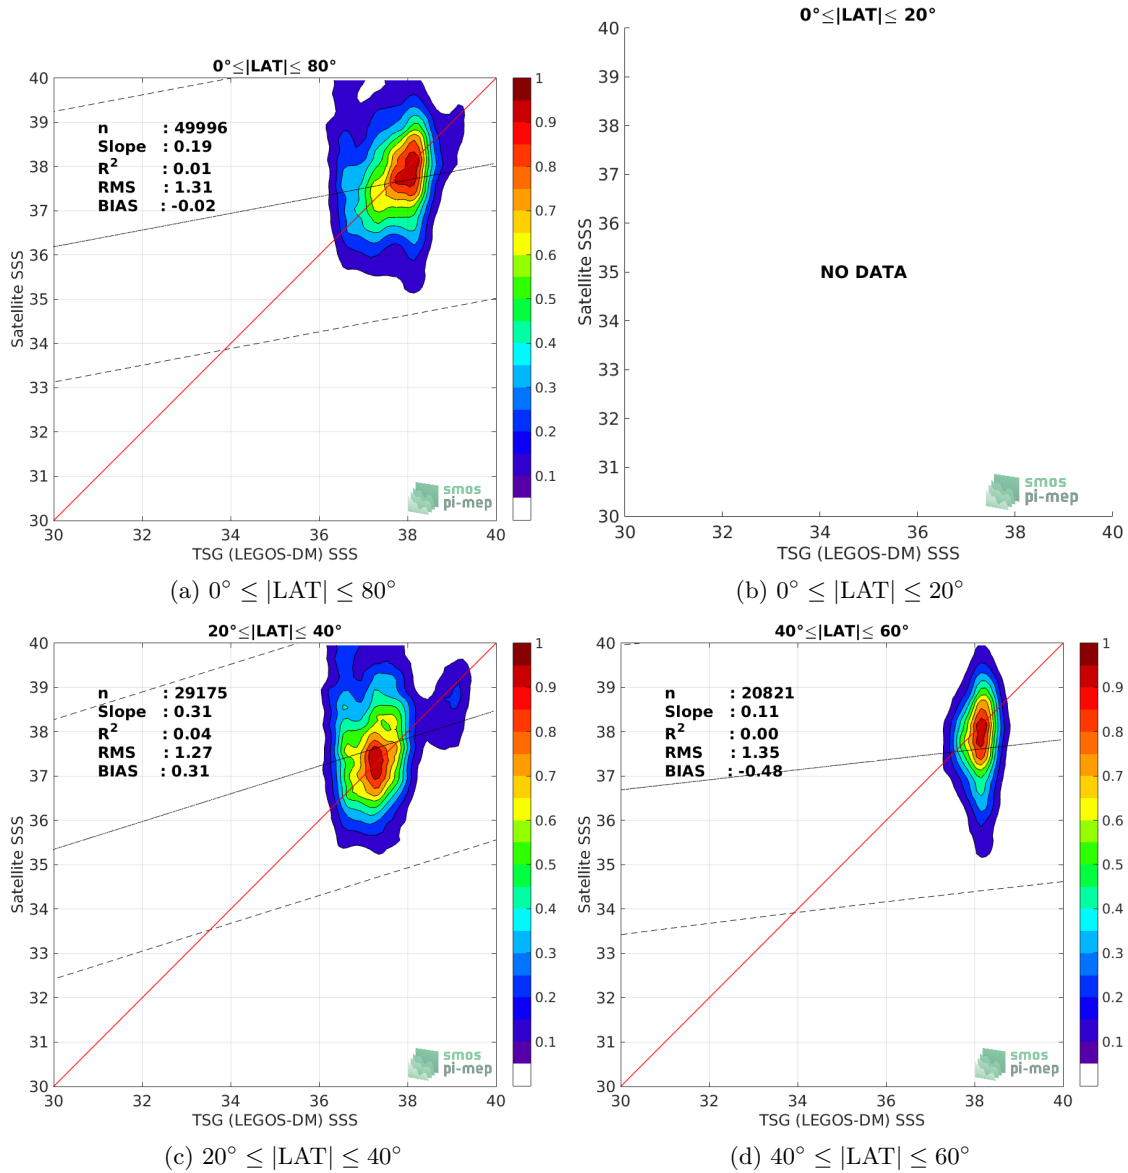 0°≤|LAT|≤ 80°
40
39
38
37
36
35
34
33
32
31
30
Satellite SSS
n : 49996
Slope : 0.19
R² : 0.01
RMS : 1.31
BIAS : -0.02
smos
pi-mep
30 32 34 36 38 40
TSG (LEGOS-DM) SSS
1
0.9
0.8
0.7
0.6
0.5
0.4
0.3
0.2
0.1
(a) 0° ≤ |LAT| ≤ 80°
0°≤|LAT|≤ 20°
40
39
38
37
36
35
34
33
32
31
30
Satellite SSS
NO DATA
smos
pi-mep
30 32 34 36 38 40
TSG (LEGOS-DM) SSS
(b) 0° ≤ |LAT| ≤ 20°
20°≤|LAT|≤ 40°
40
39
38
37
36
35
34
33
32
31
30
Satellite SSS
n : 29175
Slope : 0.31
R² : 0.04
RMS : 1.27
BIAS : 0.31
smos
pi-mep
30 32 34 36 38 40
TSG (LEGOS-DM) SSS
1
0.9
0.8
0.7
0.6
0.5
0.4
0.3
0.2
0.1
(c) 20° ≤ |LAT| ≤ 40°
40°≤|LAT|≤ 60°
40
39
38
37
36
35
34
33
32
31
30
Satellite SSS
n : 20821
Slope : 0.11
R² : 0.00
RMS : 1.35
BIAS : -0.48
smos
pi-mep
30 32 34 36 38 40
TSG (LEGOS-DM) SSS
1
0.9
0.8
0.7
0.6
0.5
0.4
0.3
0.2
0.1
(d) 40° ≤ |LAT| ≤ 60°